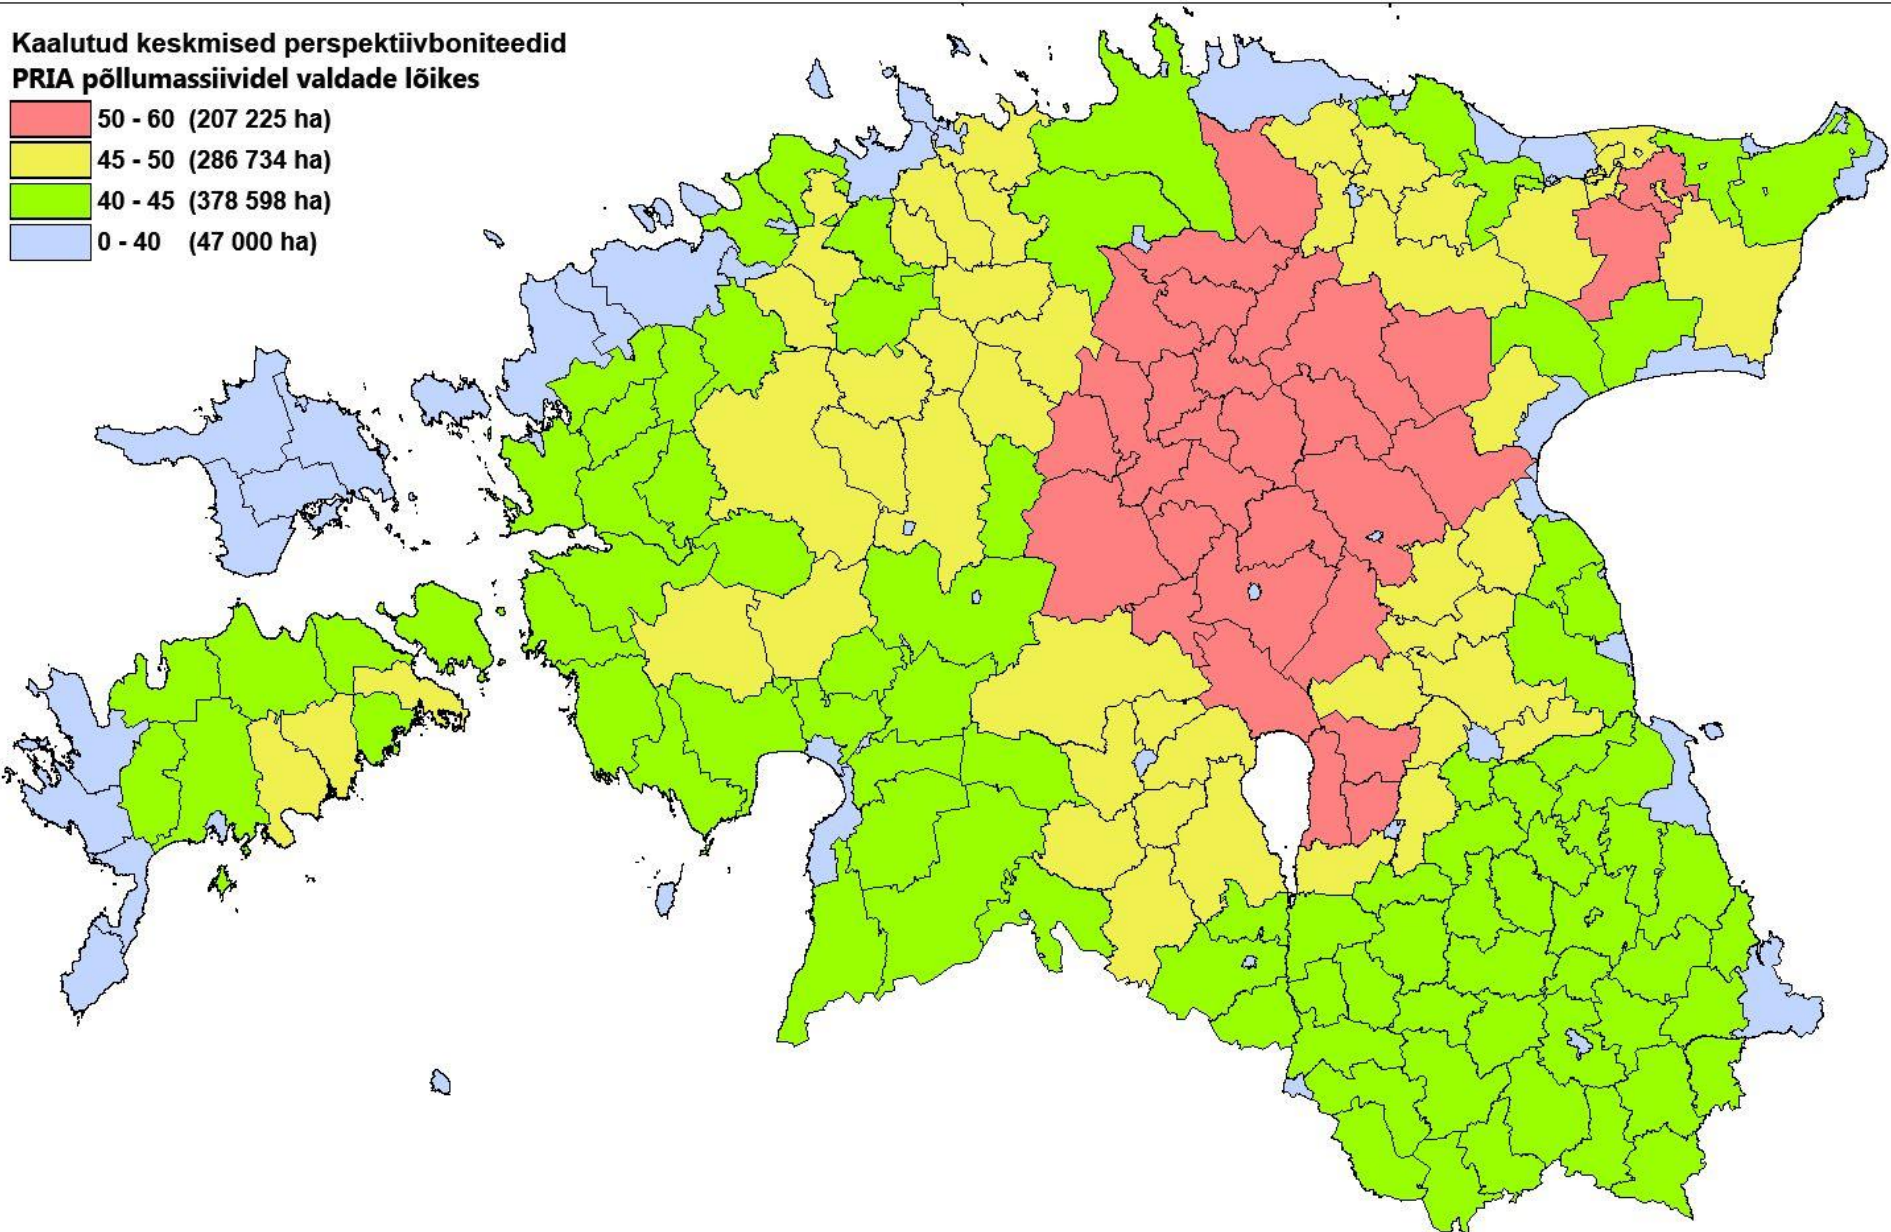 Kaalutud keskmised perspektiivboniteedid
PRIA põllumassiividel valdade lõikes
50 - 60 (207 225 ha)
45 - 50 (286 734 ha)
40 - 45 (378 598 ha)
0 - 40 (47 000 ha)